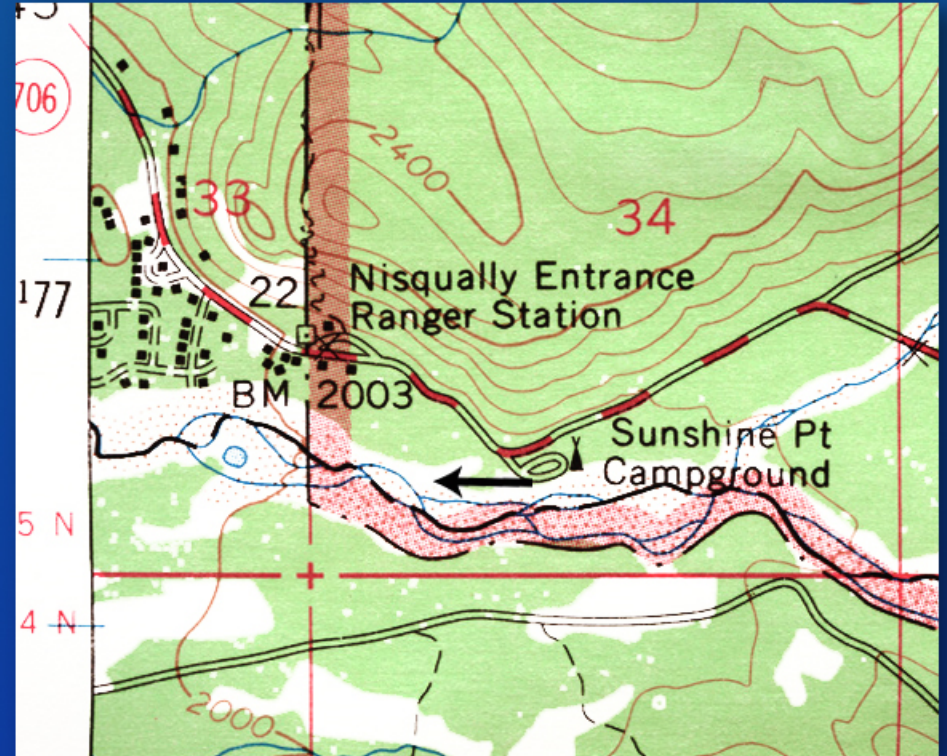 706
33
2400
34
177
22
Nisqually Entrance
Ranger Station
BM 2003
Sunshine Pt
Campground
5 N
4 N
2000